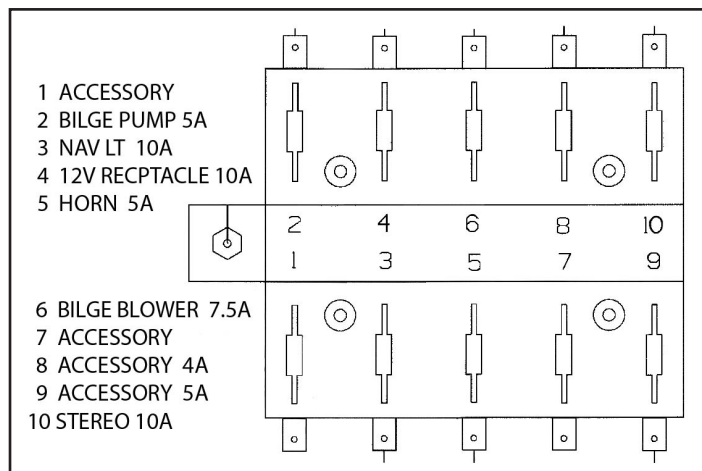 1 ACCESSORY
2 BILGE PUMP 5A
3 NAV LT 10A
4 12V RECPTACLE 10A
5 HORN 5A
2 4 6 8 10
1 3 5 7 9
6 BILGE BLOWER 7.5A
7 ACCESSORY
8 ACCESSORY 4A
9 ACCESSORY 5A
10 STEREO 10A